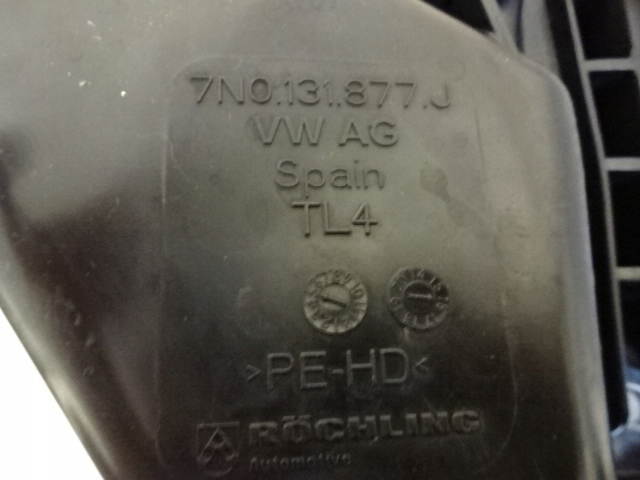 7N0.131.877.J
VW AG
Spain
TL4
>PE-HD<
RÖCHLING
Automotive